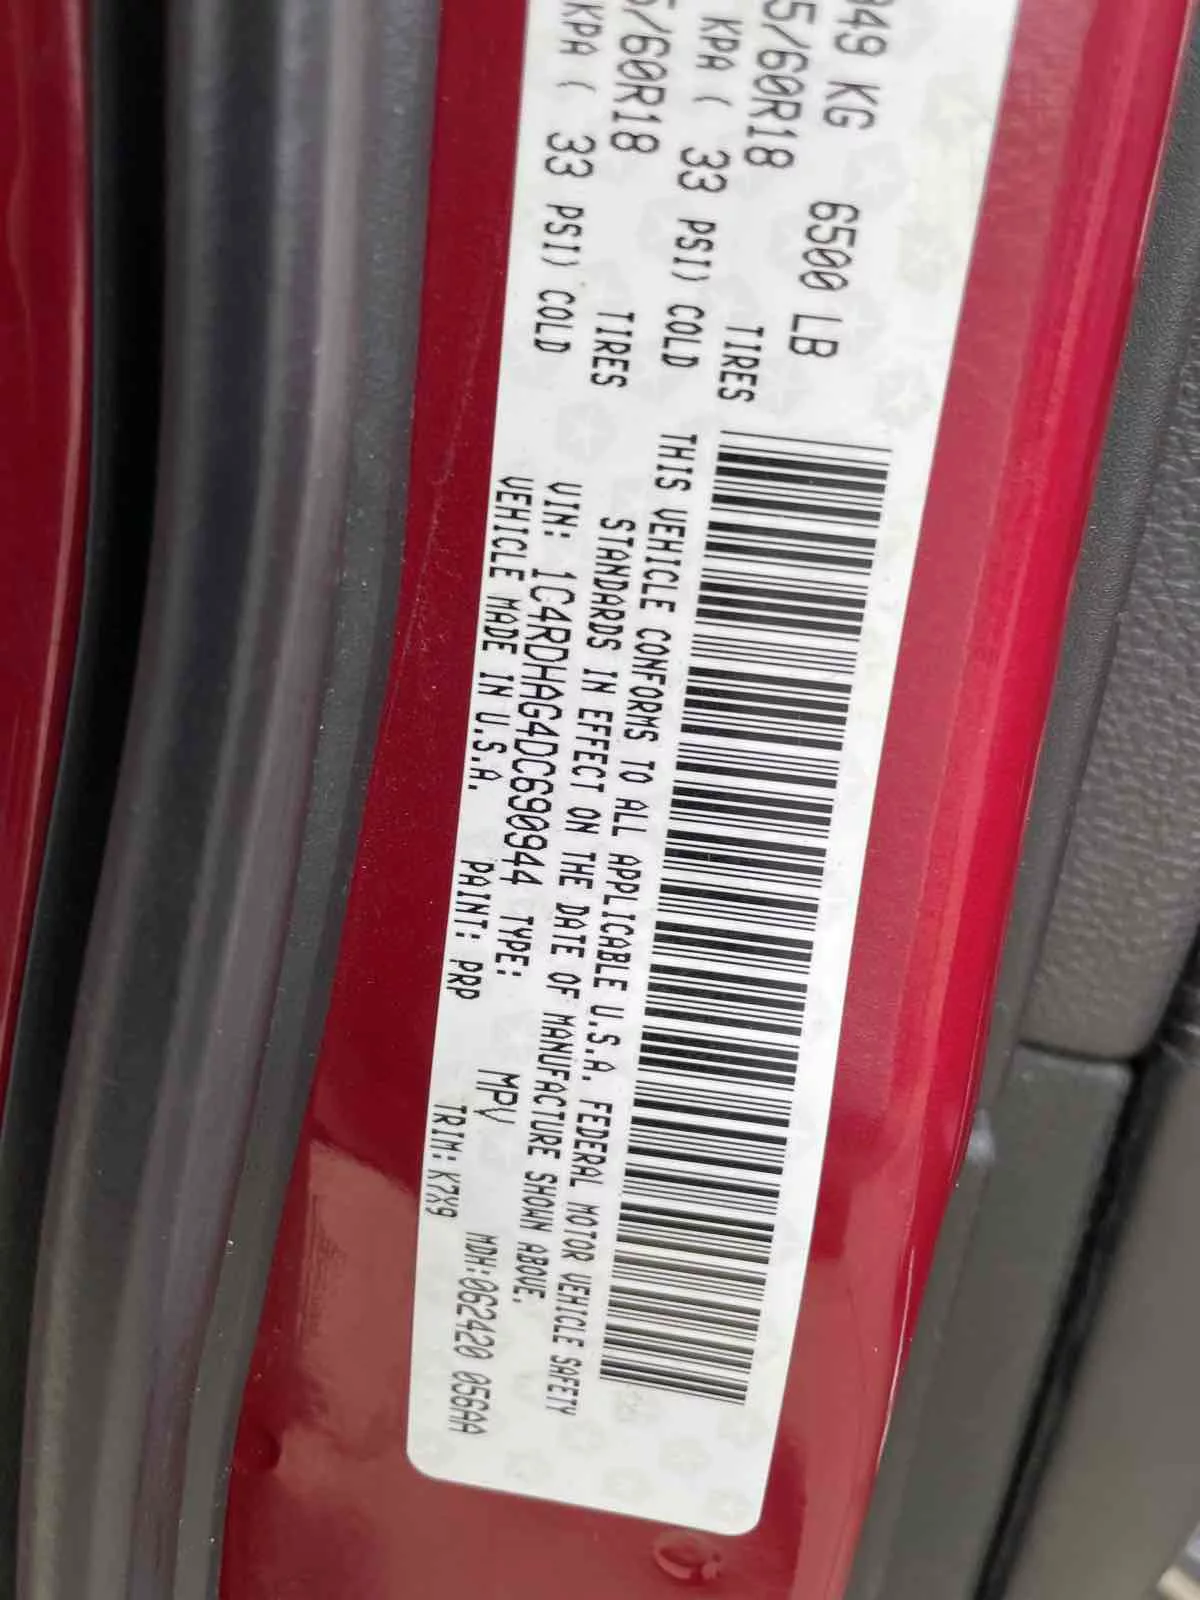 949 KG 6500 LB
5/60R18 TIRES
KPA ( 33 PSI) COLD
5/60R18 TIRES
KPA ( 33 PSI) COLD
THIS VEHICLE CONFORMS TO ALL APPLICABLE U.S.A. FEDERAL MOTOR VEHICLE SAFETY
STANDARDS IN EFFECT ON THE DATE OF MANUFACTURE SHOWN ABOVE.
VIN: 1C4RDHAG4DC690944 TYPE: MPV MDH:062420 056AA
VEHICLE MADE IN U.S.A. PAINT: PRP TRIM: K7X9